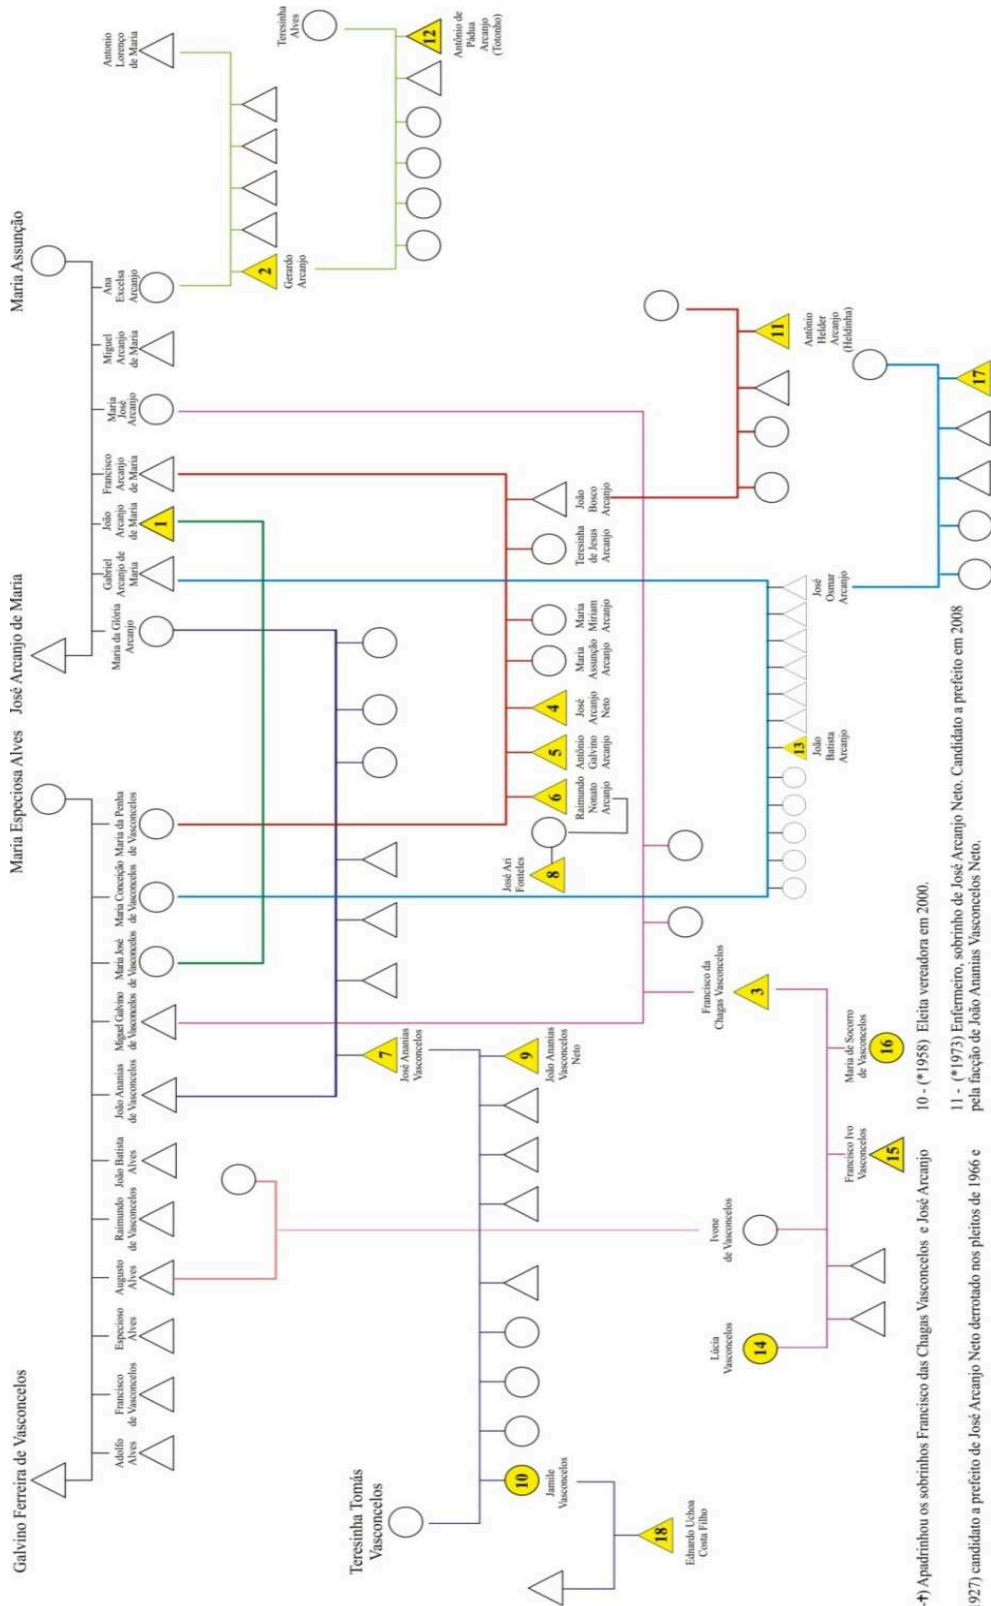 Galvino Ferreira de Vasconcelos
Maria Especiosa Alves
José Arcanjo de Maria
Maria Assunção
Adolfo
Alves
Francisco
de Vasconcelos
Especioso
Alves
Augusto
Alves
Raimundo
de Vasconcelos
João Batista
Alves
João Ananias
de Vasconcelos
Miguel Galvino
de Vasconcelos
Maria José
de Vasconcelos
Maria Conceição
de Vasconcelos
Maria da Penha
de Vasconcelos
Maria da Glória
Arcanjo
Gabriel
Arcanjo de
Maria
João
Arcanjo
de Maria
1
Francisco
Arcanjo
de Maria
Maria
José
Arcanjo
Miguel
Arcanjo
de Maria
Ana
Excelsa
Arcanjo
Antonio
Lorenço
de Maria
2
Gerardo
Arcanjo
Teresinha
Alves
12
Antônio de
Pádua
Arcanjo
(Totonho)
Teresinha Tomás
Vasconcelos
7
José Ananias
Vasconcelos
6
Raimundo
Nonato
Arcanjo
5
Antônio
Galvino
Arcanjo
4
José
Arcanjo
Neto
Maria
Assunção
Arcanjo
Maria
Miriam
Arcanjo
Teresinha
de Jesus
Arcanjo
João
Bosco
Arcanjo
10
Jamile
Vasconcelos
9
João Ananias
Vasconcelos
Neto
José Ari
Fonteles
8
11
Antônio
Helder
Arcanjo
(Heldinha)
18
Ednardo Uchoa
Costa Filho
Ivone
de Vasconcelos
Francisco da
Chagas Vasconcelos
3
13
João
Batista
Arcanjo
José
Osmar
Arcanjo
17
Lúcia
Vasconcelos
14
Francisco Ivo
Vasconcelos
15
Maria de Socorro
de Vasconcelos
16
-✝) Apadrinhou os sobrinhos Francisco das Chagas Vasconcelos e José Arcanjo
1927) candidato a prefeito de José Arcanjo Neto derrotado nos pleitos de 1966 e
10 - (*1958) Eleita vereadora em 2000.
11 - (*1973) Enfermeiro, sobrinho de José Arcanjo Neto. Candidato a prefeito em 2008
pela facção de João Ananias Vasconcelos Neto.